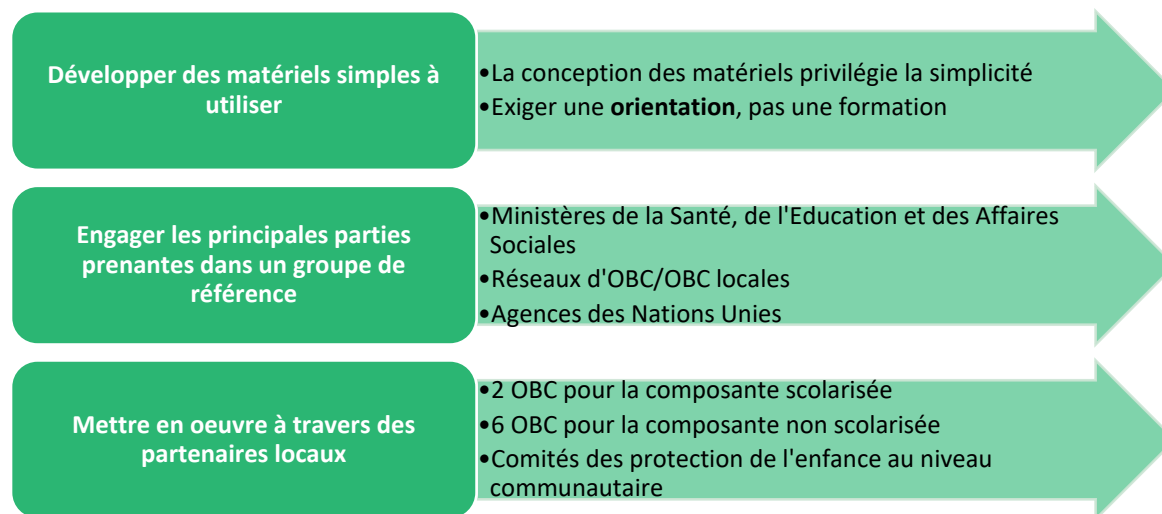 Développer des matériels simples à
utiliser
•La conception des matériels privilégie la simplicité
•Exiger une orientation, pas une formation
Engager les principales parties
prenantes dans un groupe de
référence
•Ministères de la Santé, de l'Education et des Affaires
Sociales
•Réseaux d'OBC/OBC locales
•Agences des Nations Unies
Mettre en oeuvre à travers des
partenaires locaux
•2 OBC pour la composante scolarisée
•6 OBC pour la composante non scolarisée
•Comités des protection de l'enfance au niveau
communautaire